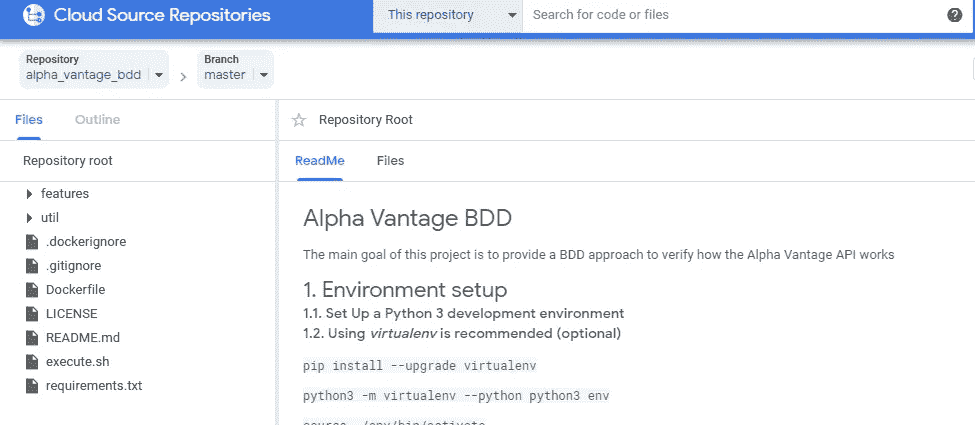 Cloud Source Repositories
This repository
Search for code or files
Repository
alpha_vantage_bdd
Branch
master
Files
Outline
Repository Root
Repository root
ReadMe
Files
features
util
.dockerignore
.gitignore
Dockerfile
LICENSE
README.md
execute.sh
requirements.txt
Alpha Vantage BDD
The main goal of this project is to provide a BDD approach to verify how the Alpha Vantage API works
1. Environment setup
1.1. Set Up a Python 3 development environment
1.2. Using virtualenv is recommended (optional)
pip install --upgrade virtualenv
python3 -m virtualenv --python python3 env